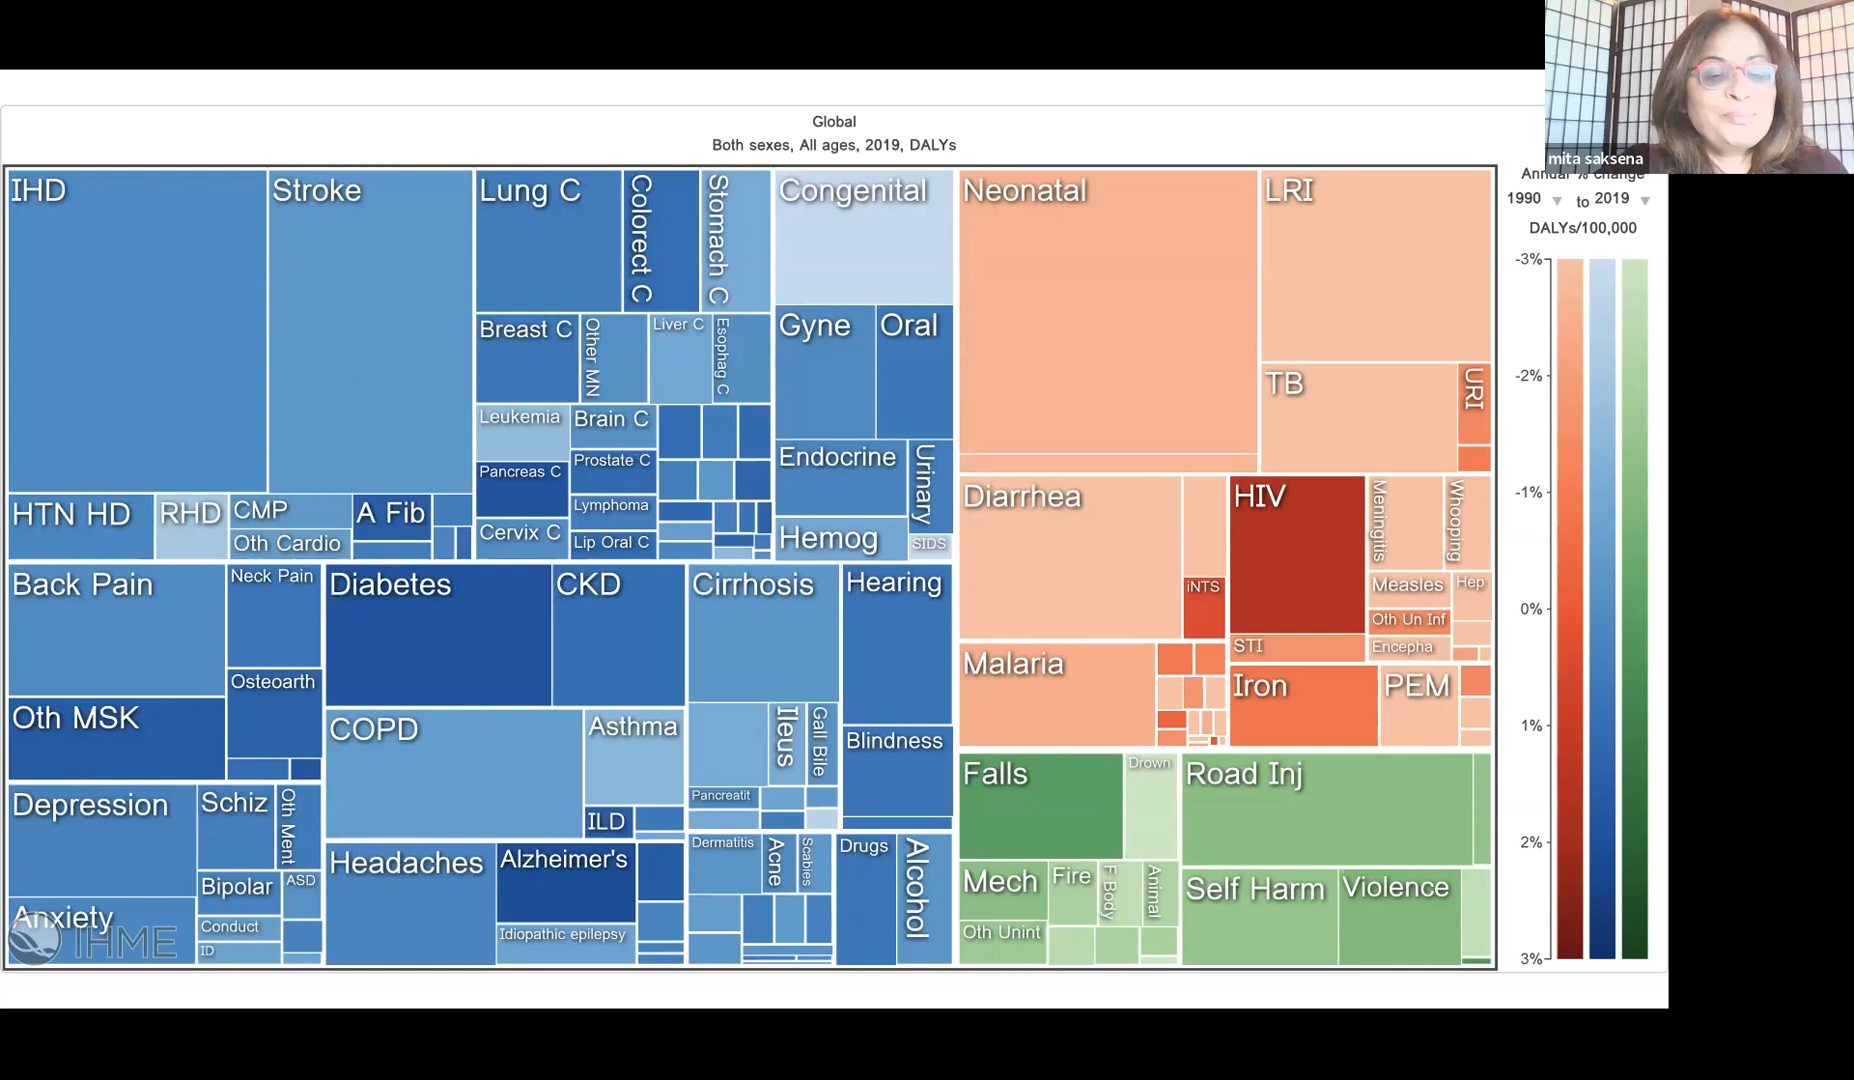 mita saksena
Global
Both sexes, All ages, 2019, DALYs
Annual % change
1990 to 2019
DALYs/100,000
-3%
-2%
-1%
0%
1%
2%
3%
IHD
Stroke
Lung C
Colorect C
Stomach C
Congenital
Neonatal
LRI
Breast C
Other MN
Liver C
Esophag C
Gyne
Oral
TB
URI
Leukemia
Brain C
Pancreas C
Prostate C
Lymphoma
Cervix C
Lip Oral C
Endocrine
Urinary
Hemog
SIDS
HTN HD
RHD
CMP
Oth Cardio
A Fib
Diarrhea
iNTS
HIV
STI
Meningitis
Whooping
Measles
Hep
Oth Un Inf
Encepha
Back Pain
Neck Pain
Osteoarth
Oth MSK
Diabetes
CKD
Cirrhosis
Hearing
Malaria
Iron
PEM
COPD
Asthma
ILD
Ileus
Gall Bile
Pancreatit
Blindness
Falls
Drown
Road Inj
Depression
Schiz
Oth Ment
Headaches
Alzheimer's
Idiopathic epilepsy
Dermatitis
Acne
Scabies
Drugs
Alcohol
Mech
Fire
F Body
Animal
Self Harm
Violence
Oth Unint
Bipolar
ASD
Anxiety
Conduct
ID
IHME